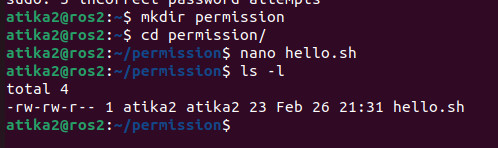 sudo: 3 incorrect password attempts
atika2@ros2:~$ mkdir permission
atika2@ros2:~$ cd permission/
atika2@ros2:~/permission$ nano hello.sh
atika2@ros2:~/permission$ ls -l
total 4
-rw-rw-r-- 1 atika2 atika2 23 Feb 26 21:31 hello.sh
atika2@ros2:~/permission$